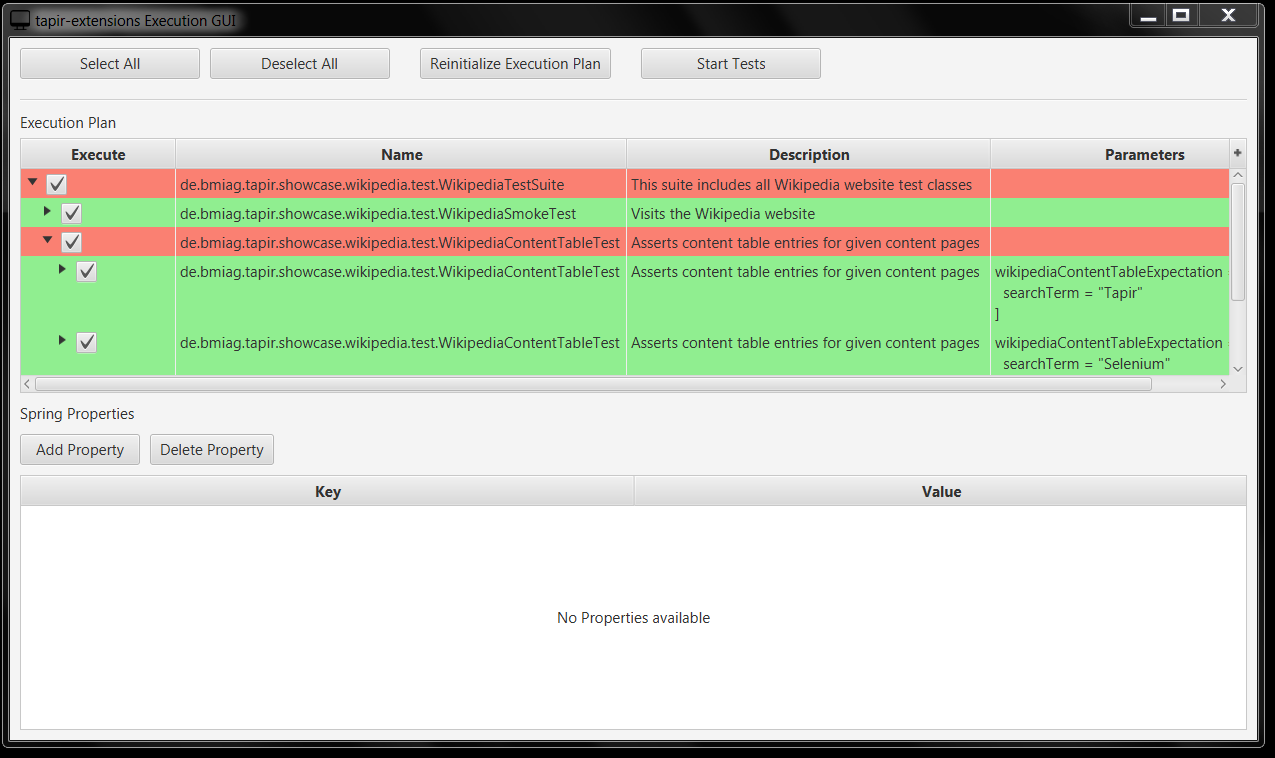 tapir-extensions Execution GUI
Select All Deselect All Reinitialize Execution Plan Start Tests
Execution Plan
Execute Name Description Parameters +
de.bmiag.tapir.showcase.wikipedia.test.WikipediaTestSuite This suite includes all Wikipedia website test classes
de.bmiag.tapir.showcase.wikipedia.test.WikipediaSmokeTest Visits the Wikipedia website
de.bmiag.tapir.showcase.wikipedia.test.WikipediaContentTableTest Asserts content table entries for given content pages
de.bmiag.tapir.showcase.wikipedia.test.WikipediaContentTableTest Asserts content table entries for given content pages wikipediaContentTableExpectation
searchTerm = "Tapir"
]
de.bmiag.tapir.showcase.wikipedia.test.WikipediaContentTableTest Asserts content table entries for given content pages wikipediaContentTableExpectation
searchTerm = "Selenium"
Spring Properties
Add Property Delete Property
Key Value
No Properties available